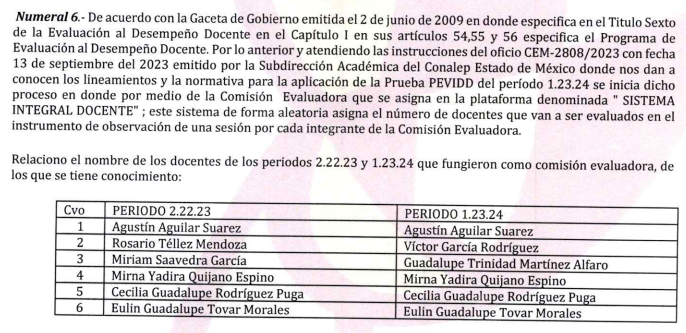 Numeral 6.- De acuerdo con la Gaceta de Gobierno emitida el 2 de junio de 2009 en donde especifica en el Titulo Sexto
de la Evaluación al Desempeño Docente en el Capítulo I en sus artículos 54,55 y 56 especifica el Programa de
Evaluación al Desempeño Docente. Por lo anterior y atendiendo las instrucciones del oficio CEM-2808/2023 con fecha
13 de septiembre del 2023 emitido por la Subdirección Académica del Conalep Estado de México donde nos dan a
conocen los lineamientos y la normativa para la aplicación de la Prueba PEVIDD del período 1.23.24 se inicia dicho
proceso en donde por medio de la Comisión Evaluadora que se asigna en la plataforma denominada " SISTEMA
INTEGRAL DOCENTE" ; este sistema de forma aleatoria asigna el número de docentes que van a ser evaluados en el
instrumento de observación de una sesión por cada integrante de la Comisión Evaluadora.
Relaciono el nombre de los docentes de los periodos 2.22.23 y 1.23.24 que fungieron como comisión evaluadora, de
los que se tiene conocimiento:
Cvo PERIODO 2.22.23 PERIODO 1.23.24
1 Agustín Aguilar Suarez Agustín Aguilar Suarez
2 Rosario Téllez Mendoza Víctor García Rodríguez
3 Miriam Saavedra García Guadalupe Trinidad Martínez Alfaro
4 Mirna Yadira Quijano Espino Mirna Yadira Quijano Espino
5 Cecilia Guadalupe Rodríguez Puga Cecilia Guadalupe Rodríguez Puga
6 Eulin Guadalupe Tovar Morales Eulin Guadalupe Tovar Morales